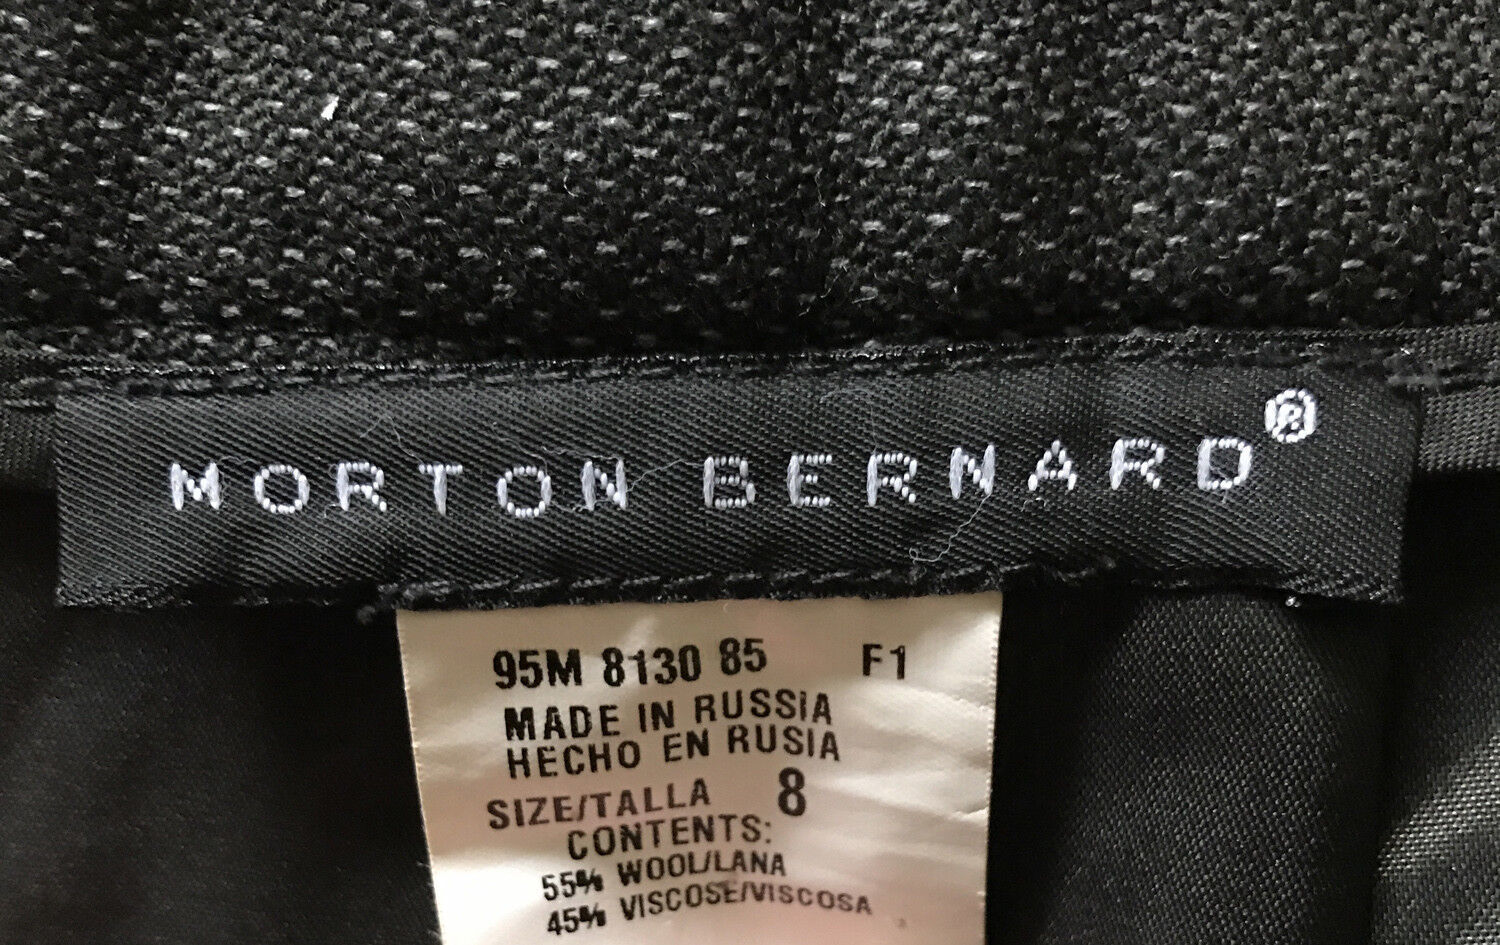 MORTON BERNARD®
95M 8130 85 F1
MADE IN RUSSIA
HECHO EN RUSIA
SIZE/TALLA 8
CONTENTS:
55% WOOL/LANA
45% VISCOSE/VISCOSA